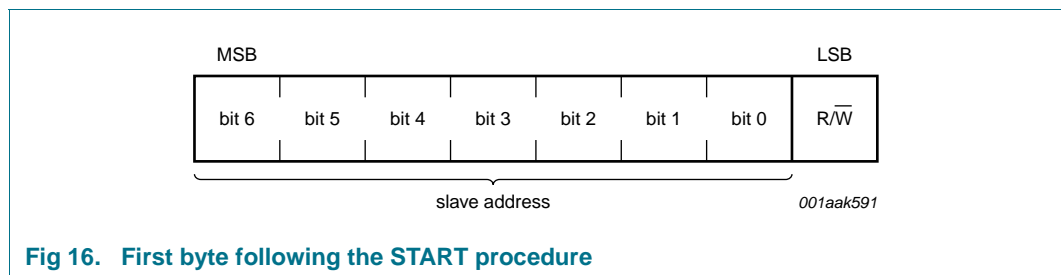 MSB LSB
bit 6 bit 5 bit 4 bit 3 bit 2 bit 1 bit 0 R/W̅
slave address 001aak591
Fig 16. First byte following the START procedure